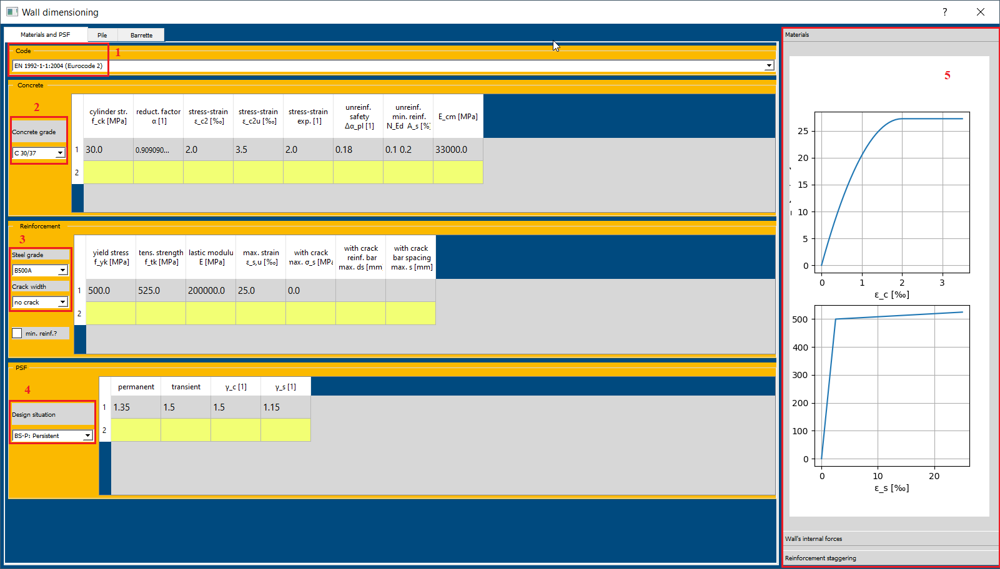 Wall dimensioning
?
Materials and PSF
Pile
Barrette
Code
1
EN 1992-1-1:2004 (Eurocode 2)
Concrete
2
Concrete grade
C 30/37
cylinder str. f_ck [MPa]
reduct. factor α [1]
stress-strain ε_c2 [‰]
stress-strain ε_c2u [‰]
stress-strain exp. [1]
unreinf. safety Δα_pl [1]
unreinf. min. reinf. N_Ed A_s [%]
E_cm [MPa]
1 30.0 0.909090... 2.0 3.5 2.0 0.18 0.1 0.2 33000.0
2
Reinforcement
3
Steel grade
B500A
Crack width
no crack
min. reinf.?
yield stress f_yk [MPa]
tens. strength f_tk [MPa]
lastic modulu E [MPa]
max. strain ε_s,u [‰]
with crack nax. σ_s [MPa
with crack reinf. bar max. ds [mm
with crack bar spacing max. s [mm]
1 500.0 525.0 200000.0 25.0 0.0
2
PSF
4
Design situation
BS-P: Persistent
permanent transient γ_c [1] γ_s [1]
1 1.35 1.5 1.5 1.15
2
Materials
5
25
20
15
10
5
0
0 1 2 3
ε_c [‰]
500
400
300
200
100
0
0 10 20
ε_s [‰]
Wall's internal forces
Reinforcement staggering